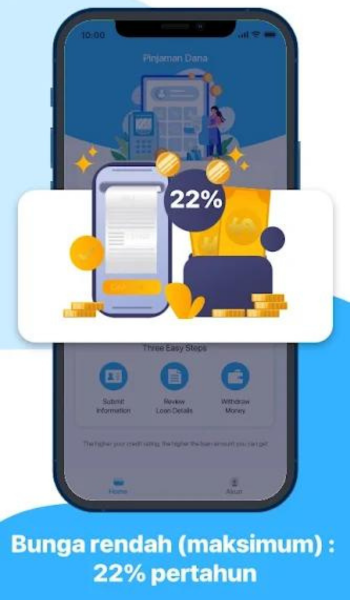 10:00
Pinjaman Dana
22%
Three Easy Steps
Submit Information
Review Loan Details
Withdraw Money
The higher your credit rating, the higher the loan amount you can get
Home
About
Bunga rendah (maksimum) :
22% pertahun